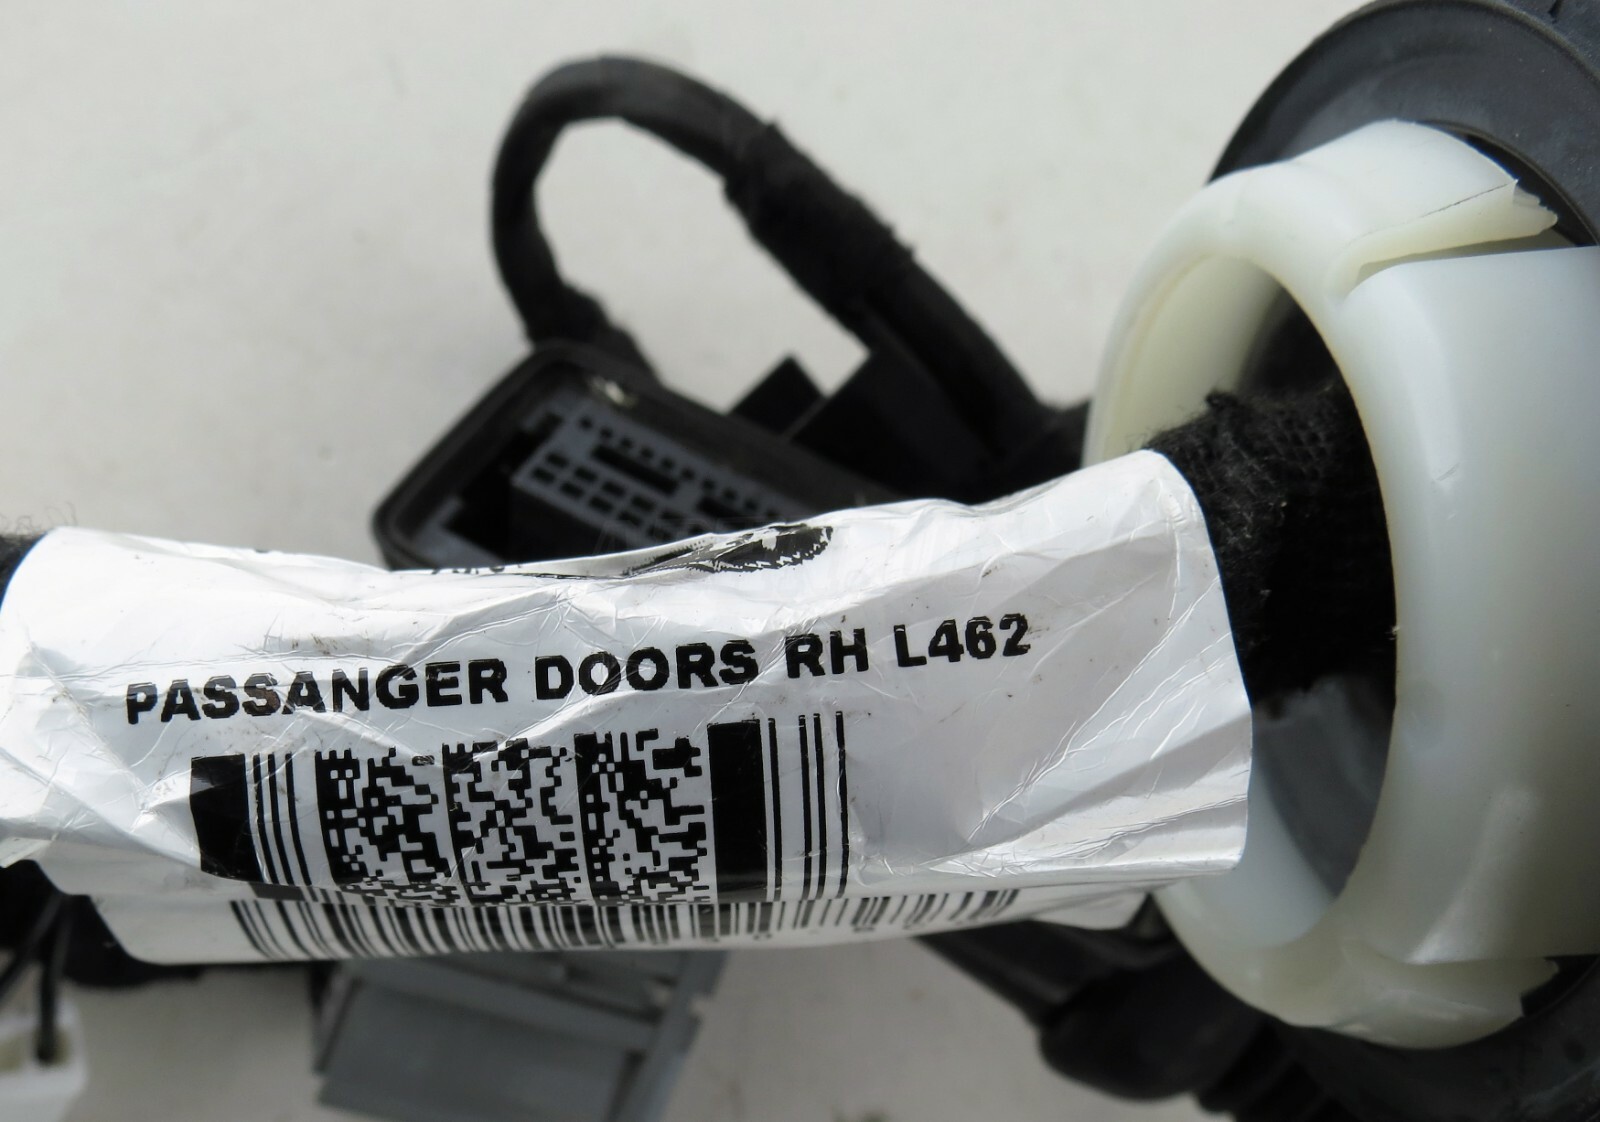 PASSANGER DOORS RH L462